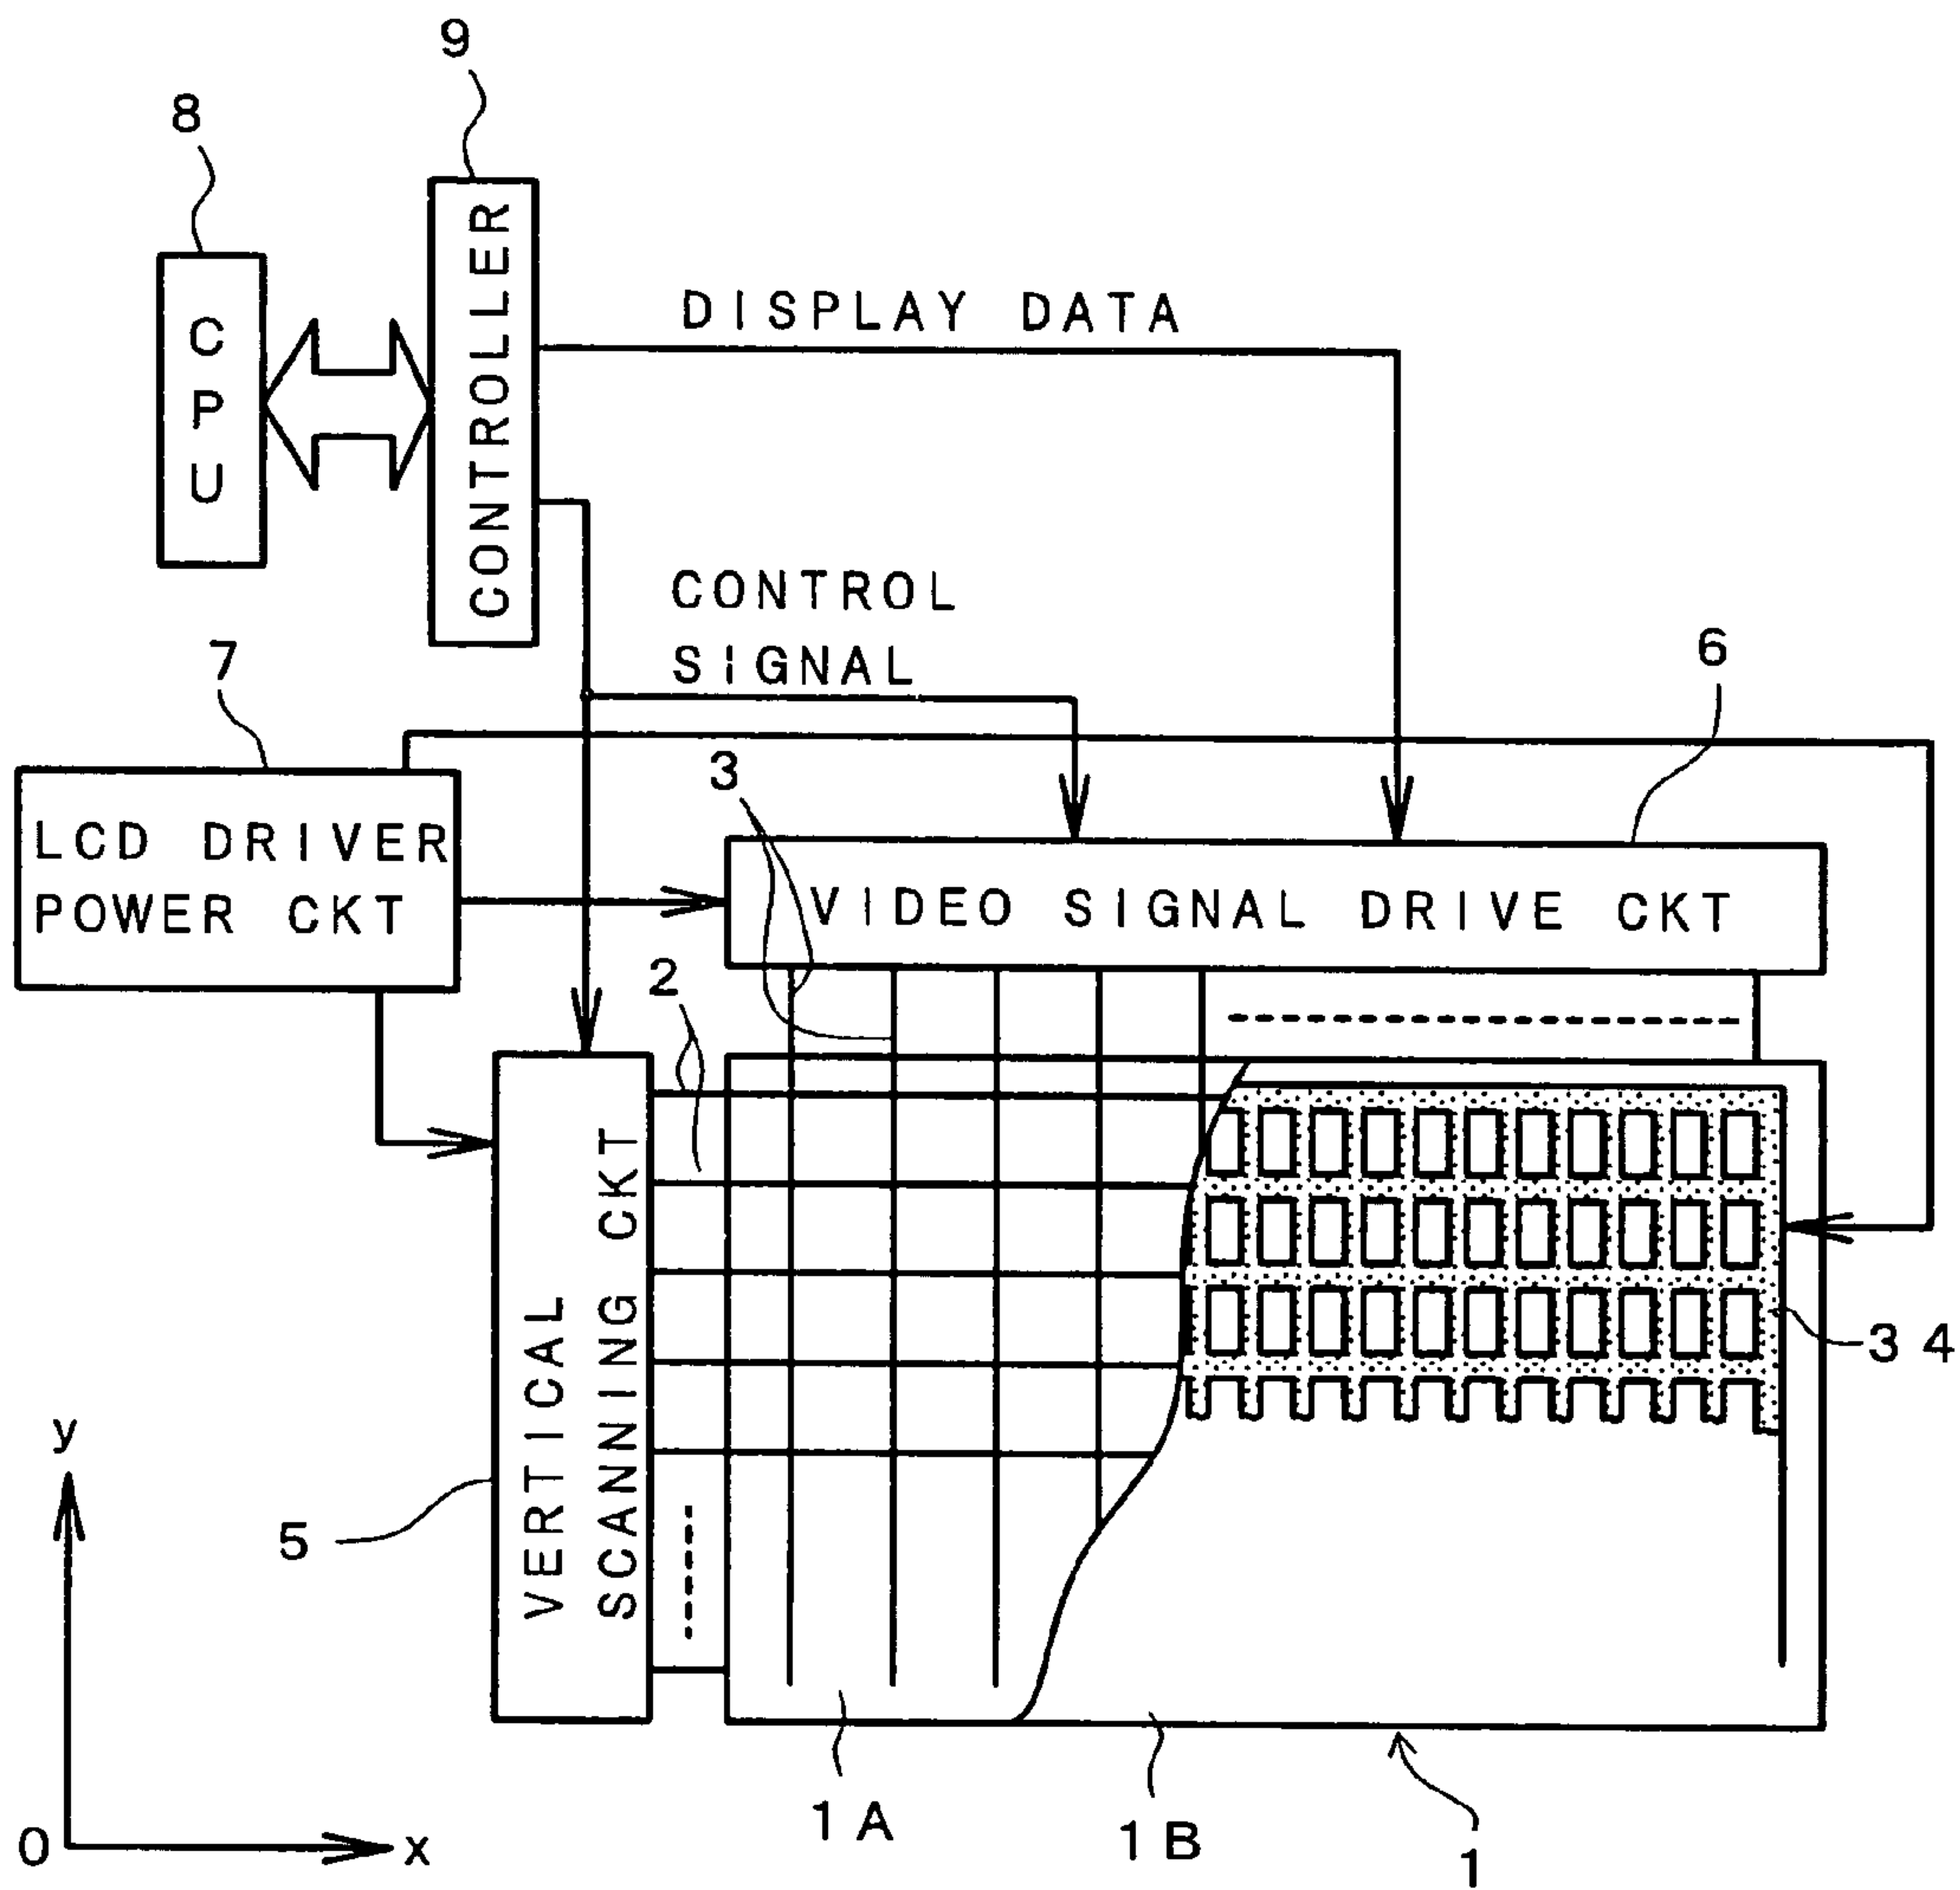 9
8
CPU
CONTROLLER
DISPLAY DATA
CONTROL
SIGNAL
7
6
3
LCD DRIVER
POWER CKT
VIDEO SIGNAL DRIVE CKT
2
VERTICAL
SCANNING CKT
34
5
y
O
x
1A
1B
1